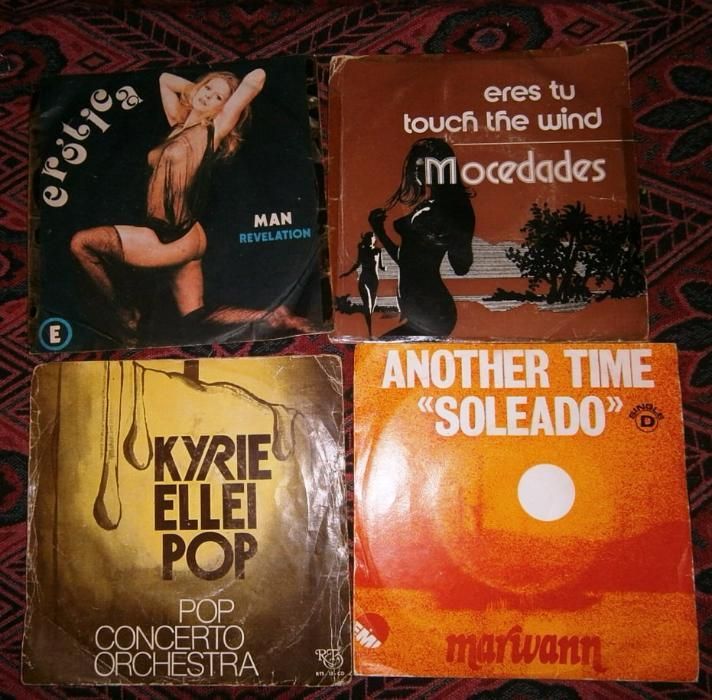 erótica
MAN
REVELATION
E
eres tu
touch the wind
Mocedades
KYRIE
ELLEI
POP
POP
CONCERTO
ORCHESTRA
ANOTHER TIME
«SOLEADO»
SINGLE
D
EMI
marwann